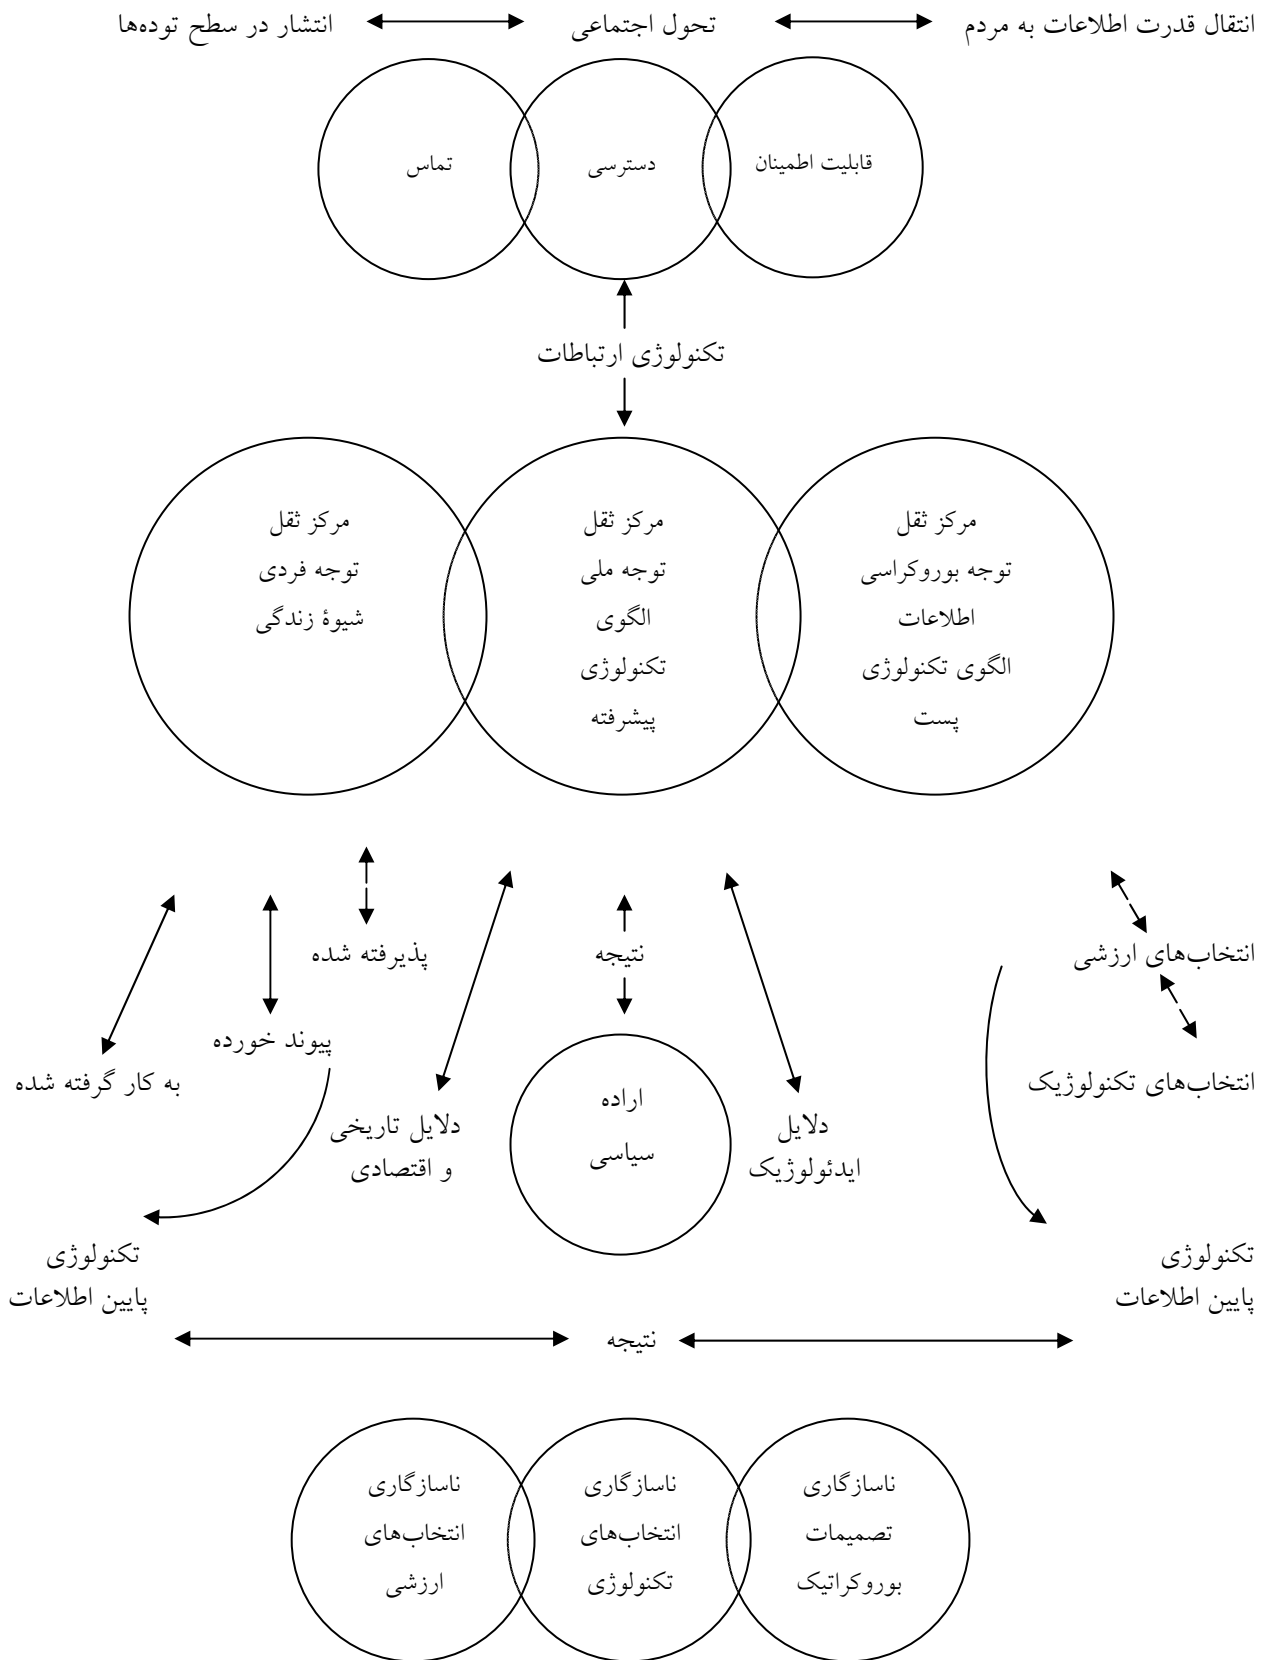 انتقال قدرت اطلاعات به مردم
تحول اجتماعی
انتشار در سطح توده‌ها
قابلیت اطمینان
دسترسی
تماس
تکنولوژی ارتباطات
مرکز ثقل
توجه بوروکراسی
اطلاعات
الگوی تکنولوژی
پست
مرکز ثقل
توجه ملی
الگوی
تکنولوژی
پیشرفته
مرکز ثقل
توجه فردی
شیوۀ زندگی
انتخاب‌های ارزشی
نتیجه
پذیرفته شده
پیوند خورده
انتخاب‌های تکنولوژیک
به کار گرفته شده
اراده
سیاسی
دلایل
ایدئولوژیک
دلایل تاریخی
و اقتصادی
تکنولوژی
پایین اطلاعات
تکنولوژی
پایین اطلاعات
نتیجه
ناسازگاری
تصمیمات
بوروکراتیک
ناسازگاری
انتخاب‌های
تکنولوژی
ناسازگاری
انتخاب‌های
ارزشی